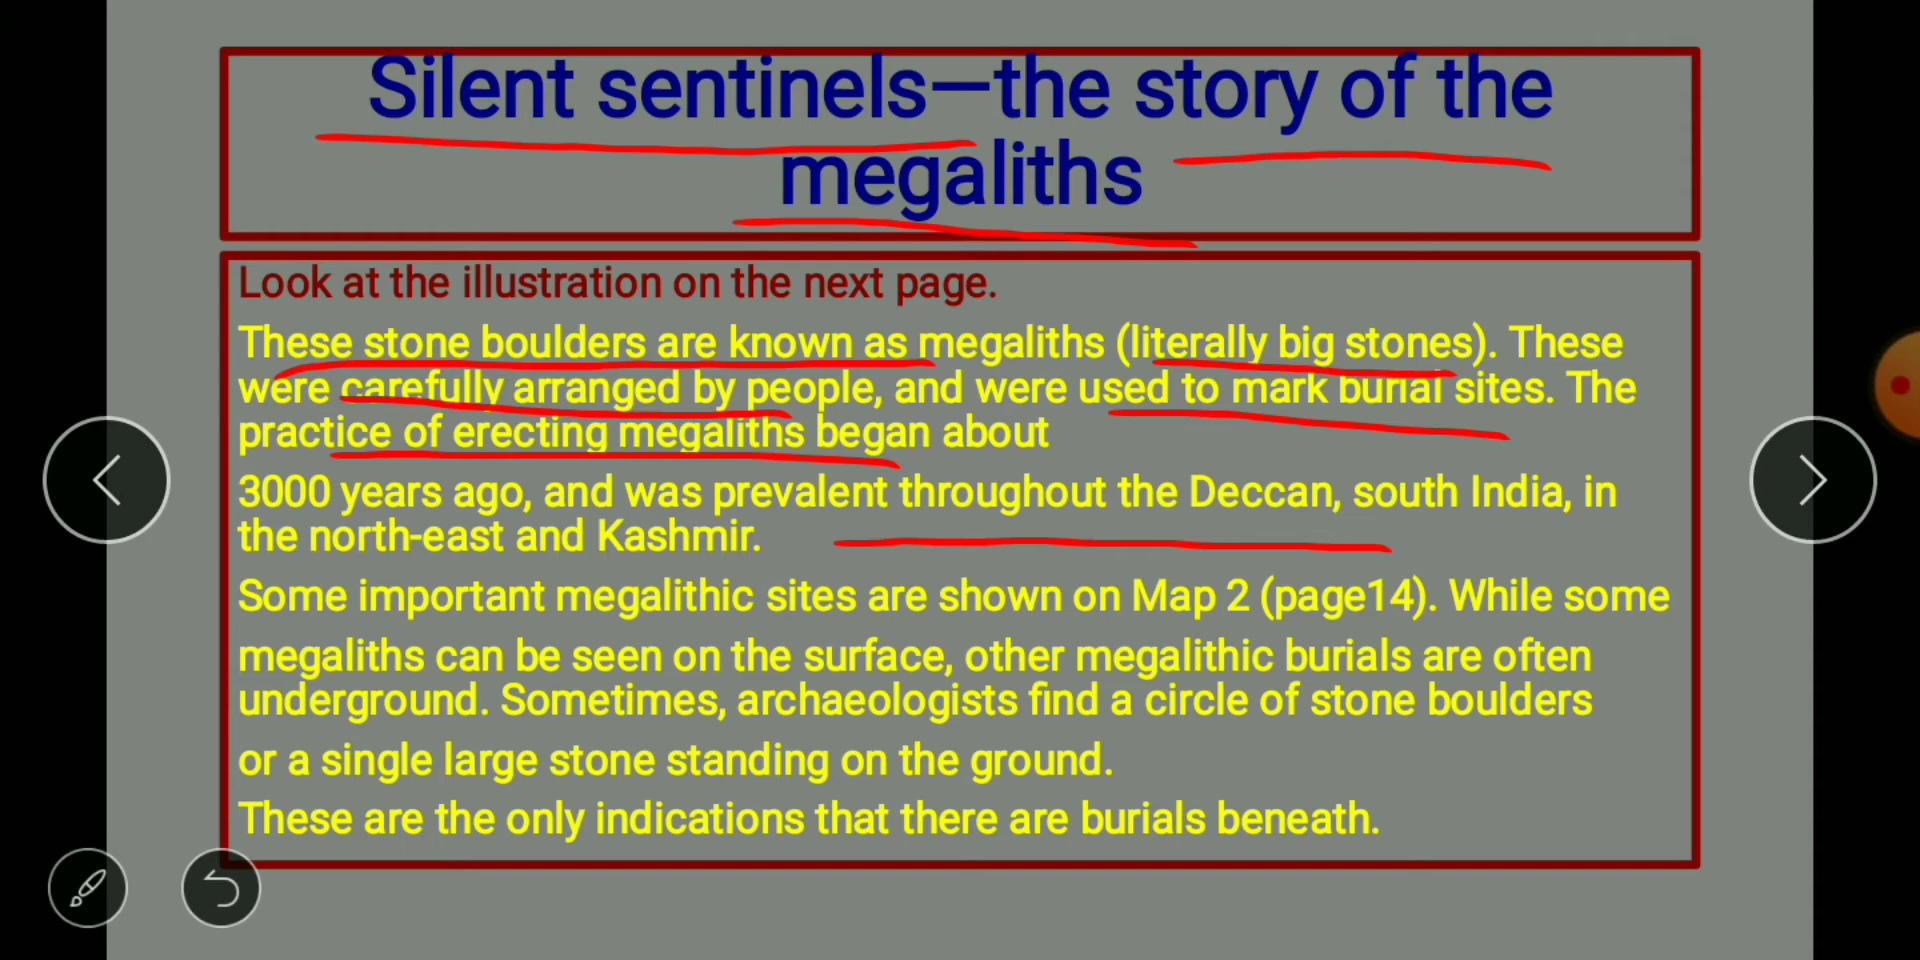 Silent sentinels—the story of the
megaliths
Look at the illustration on the next page.
These stone boulders are known as megaliths (literally big stones). These
were carefully arranged by people, and were used to mark burial sites. The
practice of erecting megaliths began about
3000 years ago, and was prevalent throughout the Deccan, south India, in
the north-east and Kashmir.
Some important megalithic sites are shown on Map 2 (page14). While some
megaliths can be seen on the surface, other megalithic burials are often
underground. Sometimes, archaeologists find a circle of stone boulders
or a single large stone standing on the ground.
These are the only indications that there are burials beneath.